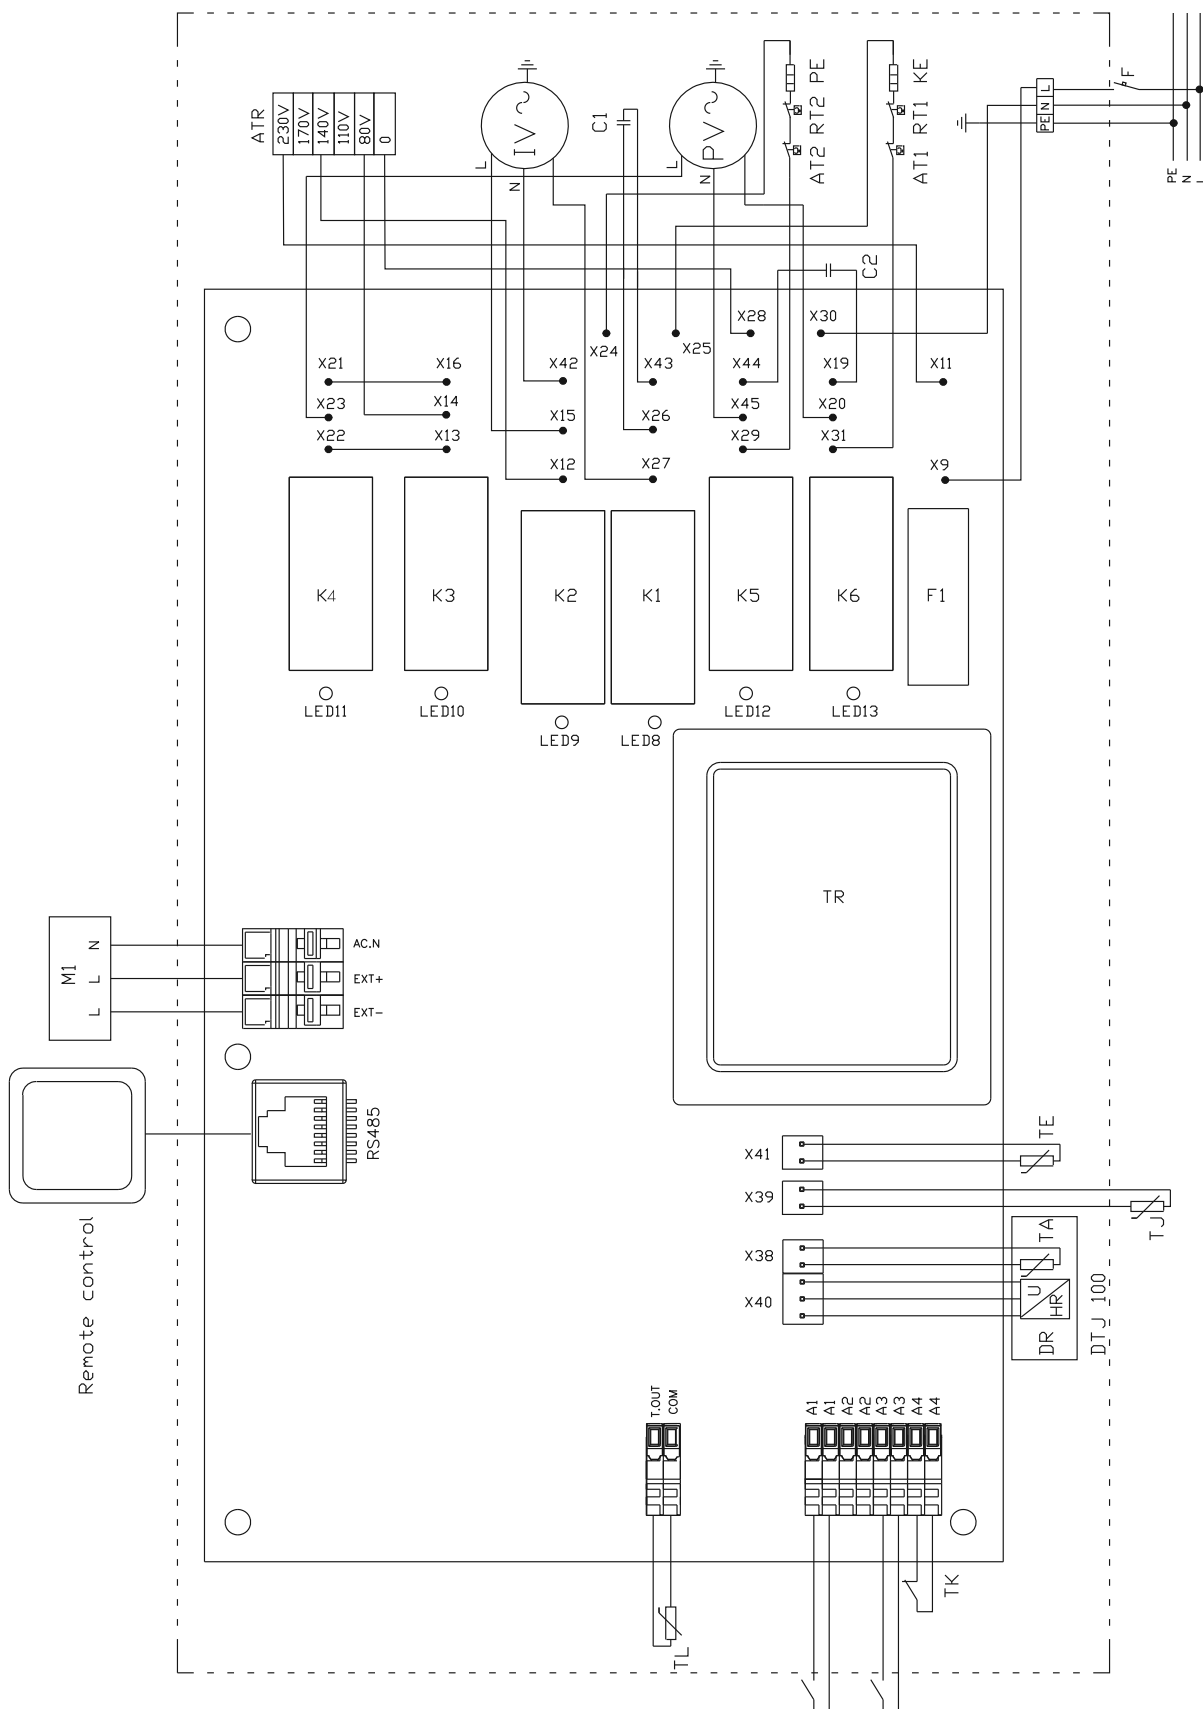 ATR
230V
170V
140V
110V
80V
0
IV
L
N
C1
PV
L
N
AT2 RT2 PE
AT1 RT1 KE
C2
PE N L
F
PE
N
L
X28
X30
X24
X25
X21
X16
X42
X43
X44
X19
X11
X23
X14
X15
X26
X45
X20
X22
X13
X12
X27
X29
X31
X9
K4
K3
K2
K1
K5
K6
F1
LED11
LED10
LED9
LED8
LED12
LED13
TR
M1
N
L
L
AC.N
EXT+
EXT-
RS485
Remote control
X41
TE
X39
TJ
X38
TA
X40
U
HR
DR
DTJ 100
T.OUT
COM
A1
A1
A2
A2
A3
A3
A4
A4
TL
TK